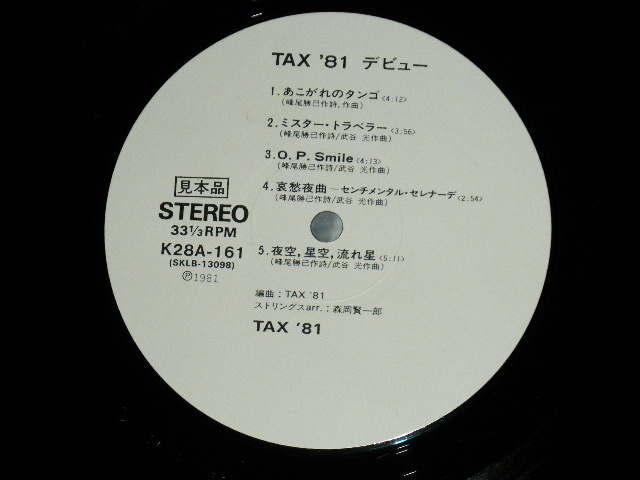 TAX '81 デビュー
1. あこがれのタンゴ〈4:12〉
(峰尾勝己作詩,作曲)
2. ミスター・トラベラー〈3:56〉
(峰尾勝己作詩/武谷 光作曲)
3. O. P. Smile〈4:13〉
(峰尾勝己作詩/武谷 光作曲)
4. 哀愁夜曲 〜センチメンタル・セレナーデ〈2:54〉
(峰尾勝己作詩/武谷 光作曲)
見本品
STEREO
33⅓RPM
K28A-161
(SKLB-13098)
Ⓟ1981
5. 夜空,星空,流れ星〈5:11〉
(峰尾勝己作詩/武谷 光作曲)
編曲：TAX '81
ストリングスarr.：森岡賢一郎
TAX '81